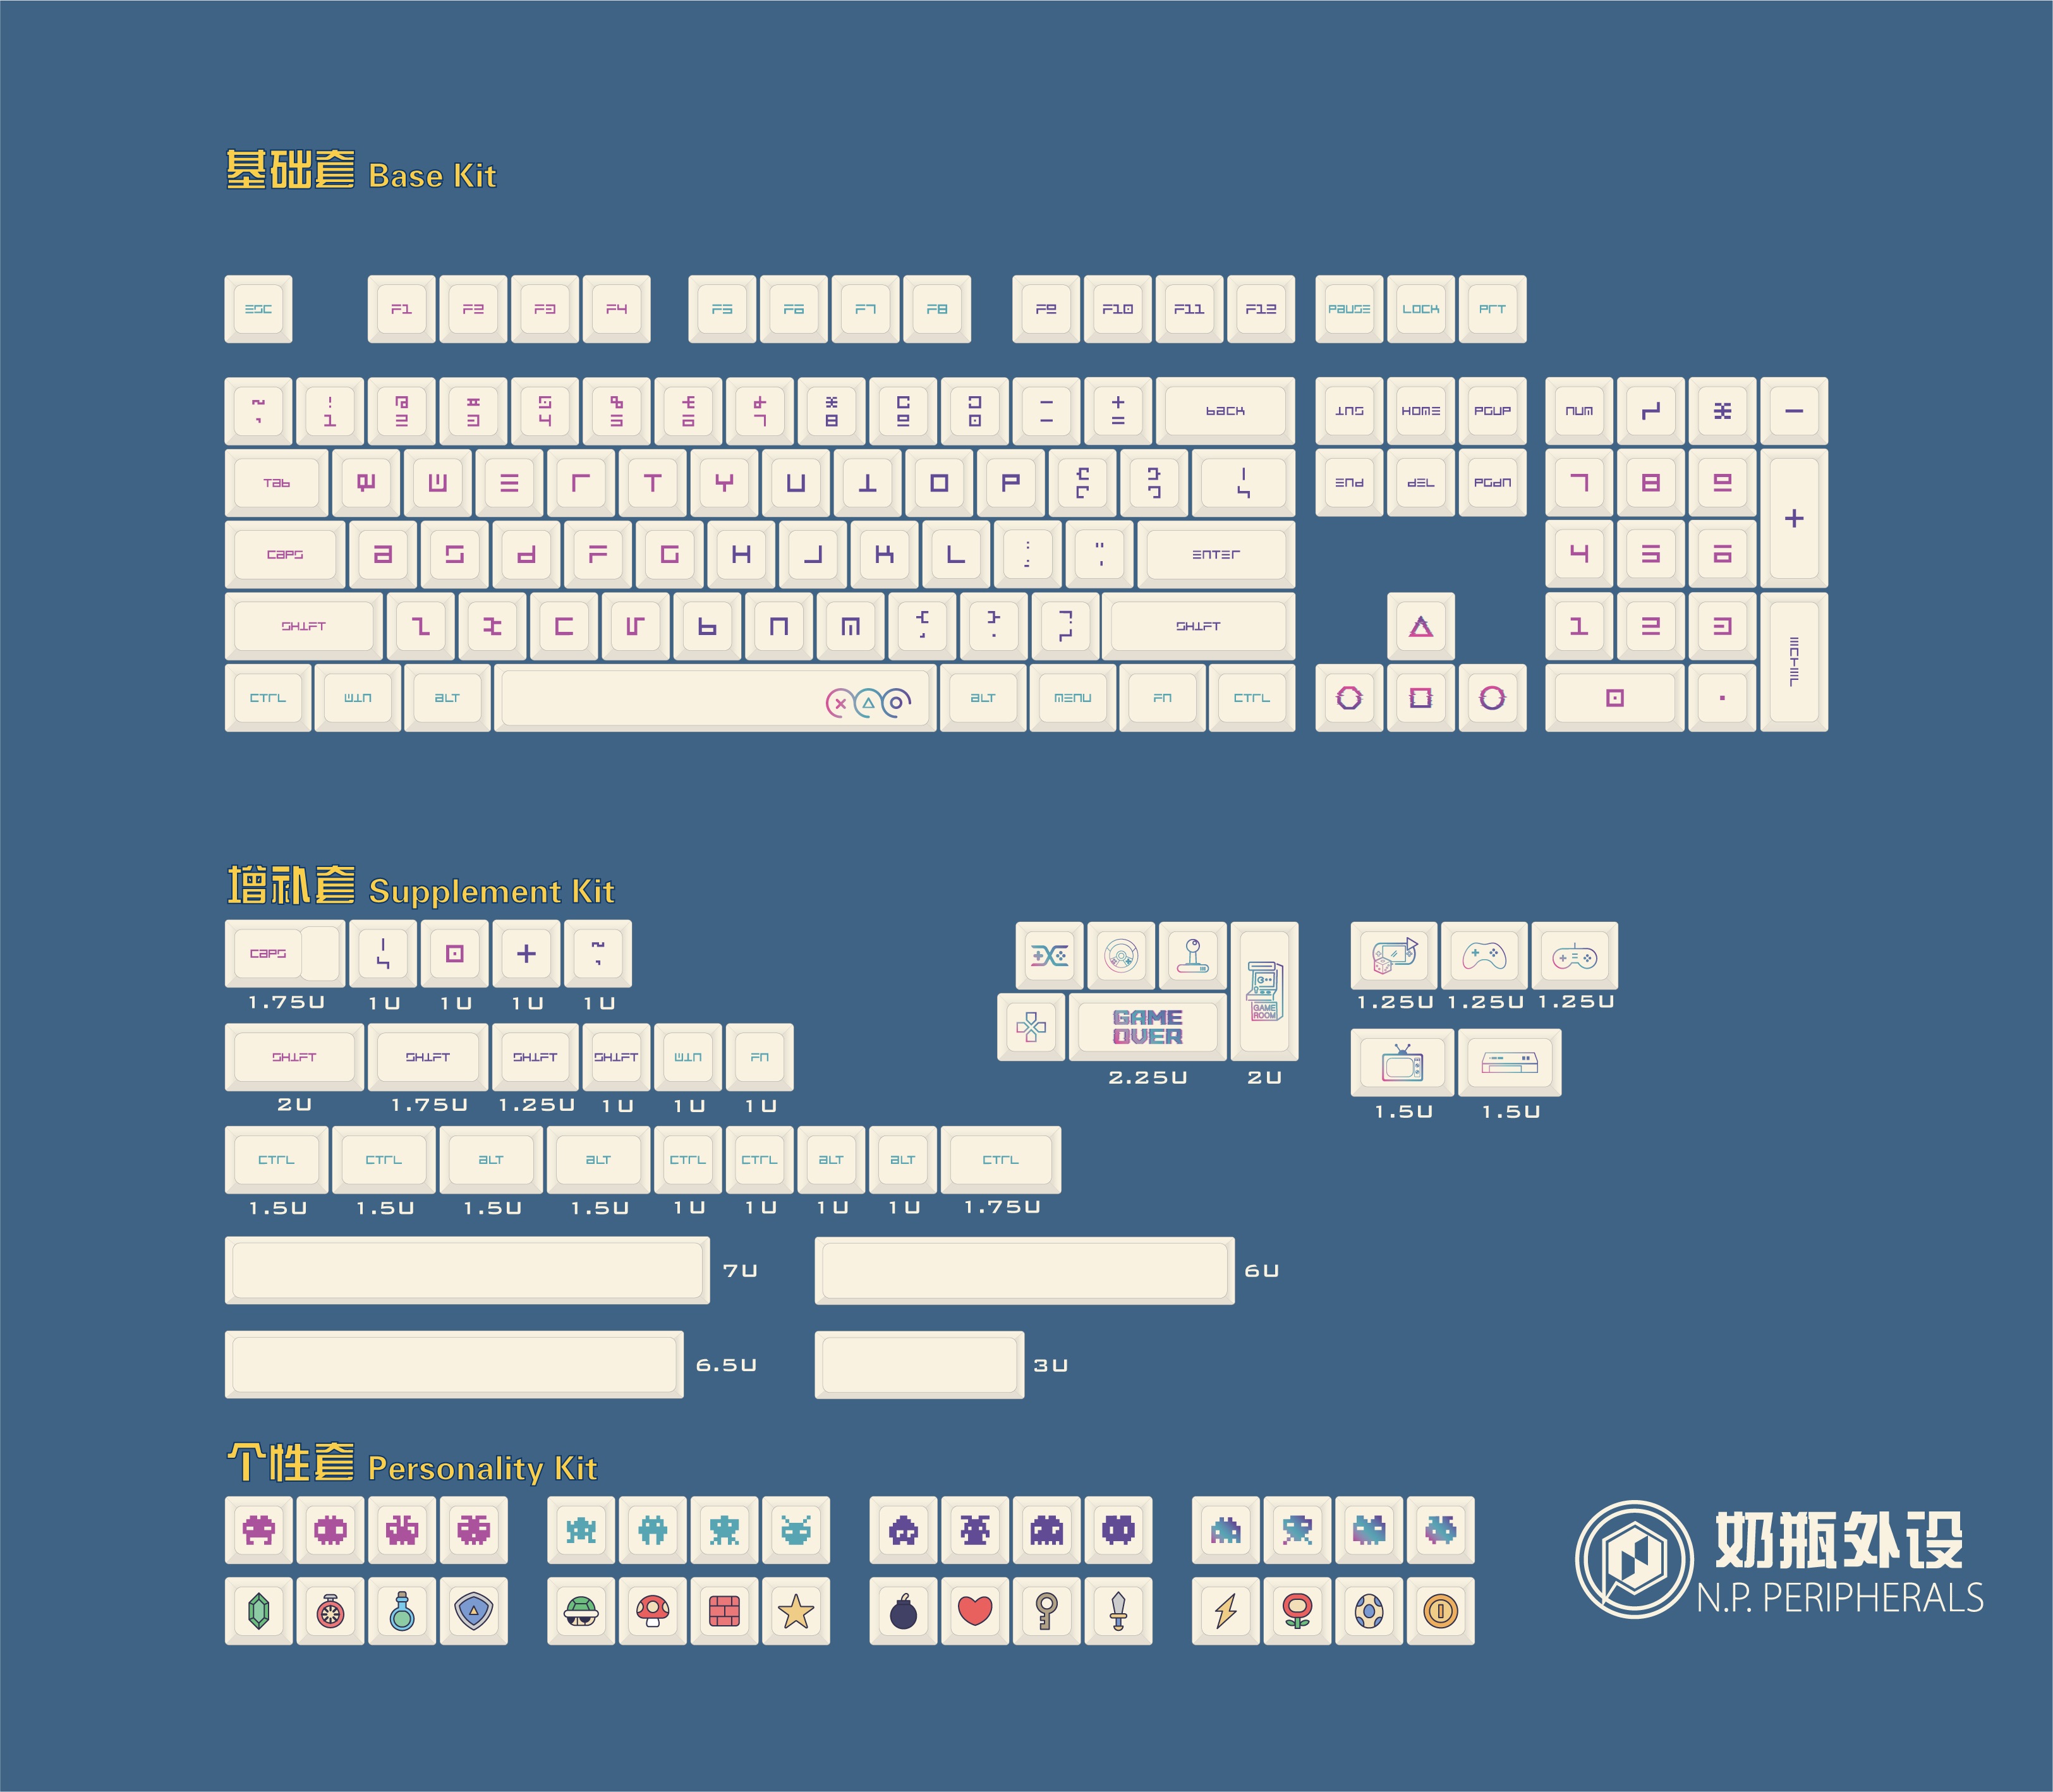 基础套 Base Kit
ESC F1 F2 F3 F4 F5 F6 F7 F8 F9 F10 F11 F12 PAUSE LOCK PRT
~ ! @ # $ % & * + BACK INS HOME PGUP NUM * -
1 2 3 4 5 6 7 8 9 0 - =
TAB Q W E R T Y U I O P { } | END DEL PGDN 7 8 9 +
[ ] \
CAPS A S D F G H J K L : " ENTER 4 5 6
; '
SHIFT Z X C V B N M ? SHIFT 1 2 3 ENTER
, . /
CTRL WIN ALT ALT MENU FN CTRL 0 .
增补套 Supplement Kit
CAPS | \ 0 + ~
1.75U 1U 1U 1U 1U
SHIFT SHIFT SHIFT SHIFT WIN FN
2U 1.75U 1.25U 1U 1U 1U
CTRL CTRL ALT ALT CTRL CTRL ALT ALT CTRL
1.5U 1.5U 1.5U 1.5U 1U 1U 1U 1U 1.75U
7U 6U
6.5U 3U
GAME
OVER
GAME
ROOM
2.25U 2U
1.25U 1.25U 1.25U
1.5U 1.5U
个性套 Personality Kit
奶瓶外设
N.P. PERIPHERALS